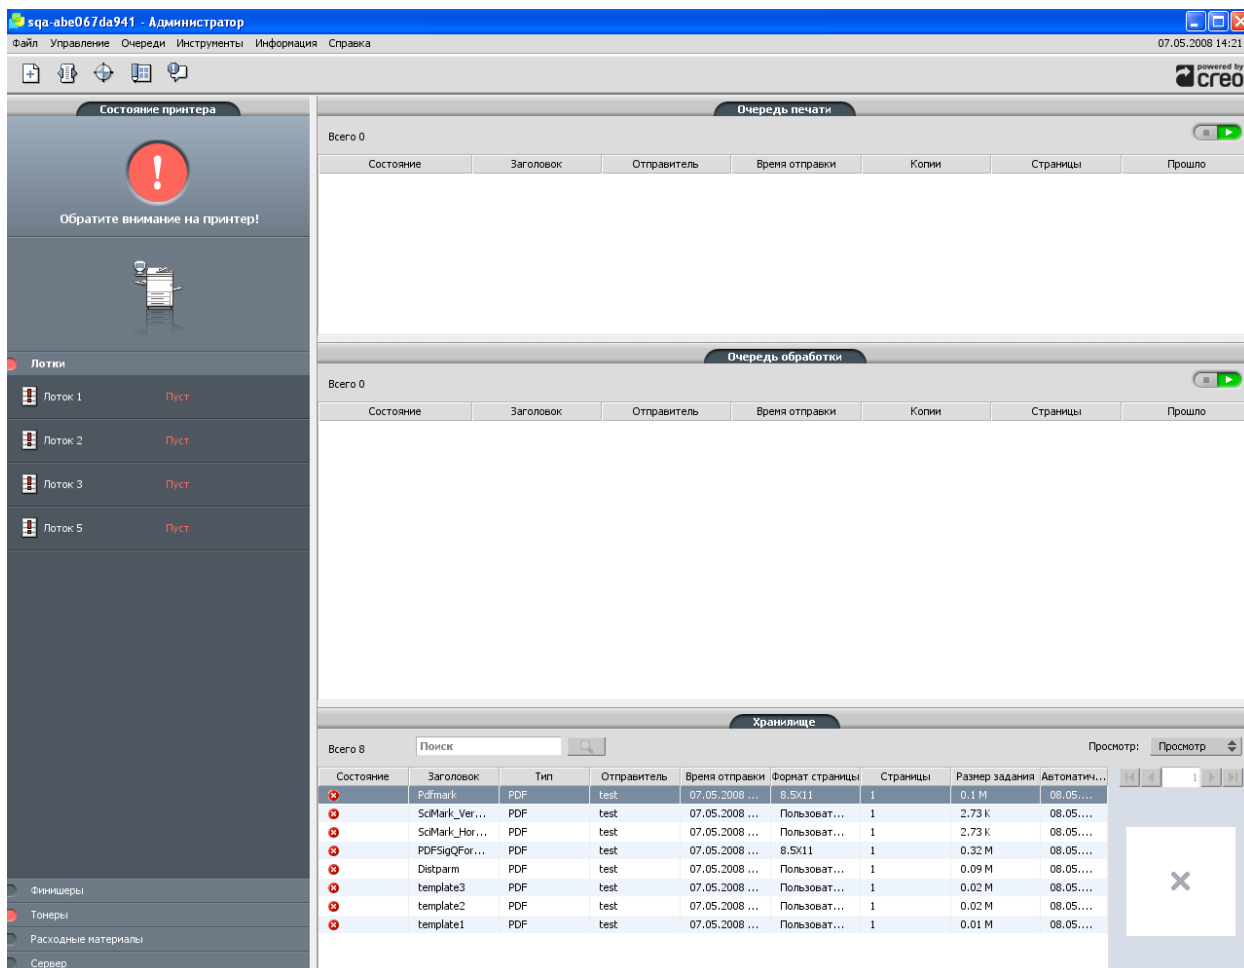 sqa-abe067da941 - Администратор
Файл Управление Очереди Инструменты Информация Справка 07.05.2008 14:21
powered by
creo
Состояние принтера
Обратите внимание на принтер!
Лотки
Лоток 1 Пуст
Лоток 2 Пуст
Лоток 3 Пуст
Лоток 5 Пуст
Финишеры
Тонеры
Расходные материалы
Сервер
Очередь печати
Всего 0
Состояние Заголовок Отправитель Время отправки Копии Страницы Прошло
Очередь обработки
Всего 0
Состояние Заголовок Отправитель Время отправки Копии Страницы Прошло
Хранилище
Всего 8 Поиск Просмотр: Просмотр
Состояние Заголовок Тип Отправитель Время отправки Формат страницы Страницы Размер задания Автоматич... 1
Pdfmark PDF test 07.05.2008 ... 8.5X11 1 0.1 M 08.05....
SciMark_Ver... PDF test 07.05.2008 ... Пользоват... 1 2.73 K 08.05....
SciMark_Hor... PDF test 07.05.2008 ... Пользоват... 1 2.73 K 08.05....
PDFSigQFor... PDF test 07.05.2008 ... 8.5X11 1 0.32 M 08.05....
Distparm PDF test 07.05.2008 ... Пользоват... 1 0.09 M 08.05....
template3 PDF test 07.05.2008 ... Пользоват... 1 0.02 M 08.05....
template2 PDF test 07.05.2008 ... Пользоват... 1 0.02 M 08.05....
template1 PDF test 07.05.2008 ... Пользоват... 1 0.01 M 08.05....